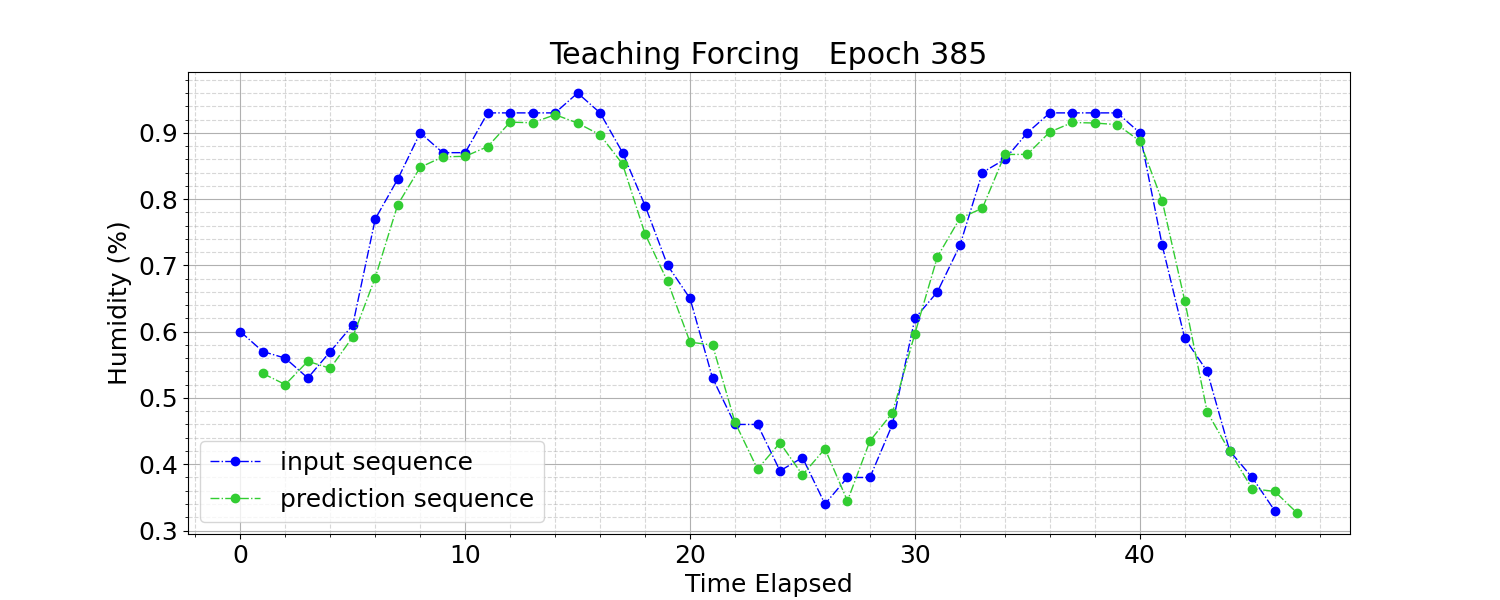 Teaching Forcing   Epoch 385
Humidity (%)
0.9
0.8
0.7
0.6
0.5
0.4
0.3
input sequence
prediction sequence
0 10 20 30 40
Time Elapsed